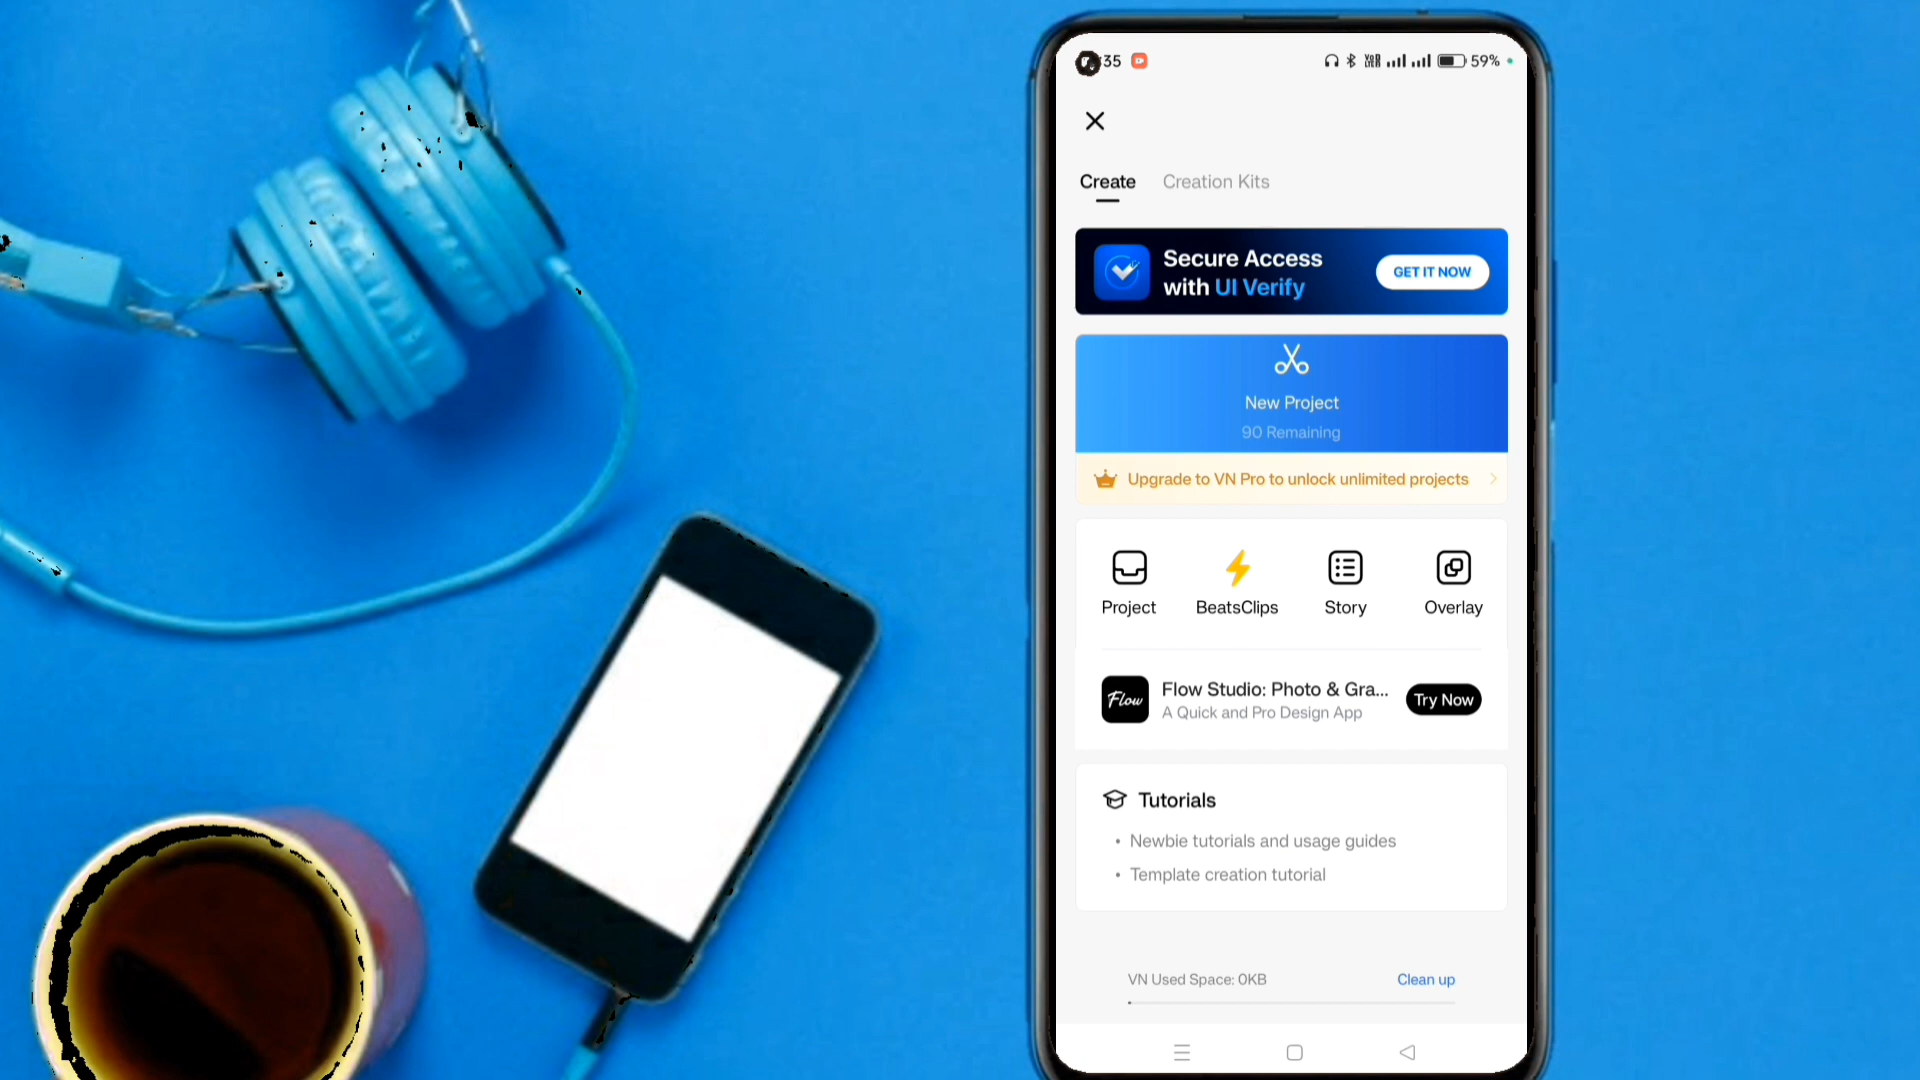 35
VoD
LTE2
59%
Create
Creation Kits
Secure Access
with UI Verify
GET IT NOW
New Project
90 Remaining
Upgrade to VN Pro to unlock unlimited projects
Project
BeatsClips
Story
Overlay
Flow
Flow Studio: Photo & Gra...
A Quick and Pro Design App
Try Now
Tutorials
• Newbie tutorials and usage guides
• Template creation tutorial
VN Used Space: 0KB
Clean up